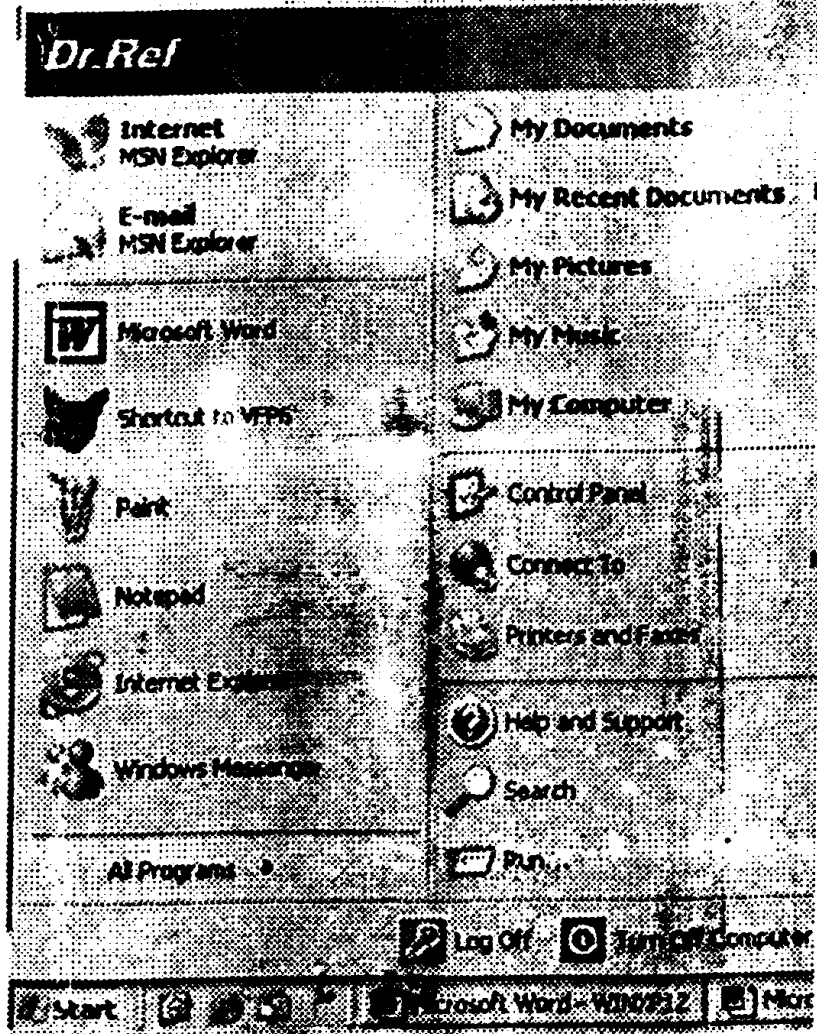 Dr.Ref
Internet
MSN Explorer
E-mail
MSN Explorer
Microsoft Word
Shortcut to VFP6
Paint
Notepad
Internet Explorer
Windows Messenger
All Programs
My Documents
My Recent Documents
My Pictures
My Music
My Computer
Control Panel
Connect To
Printers and Faxes
Help and Support
Search
Run...
Log Off
Turn Off Computer
Start
Microsoft Word - WINXP12
Micro